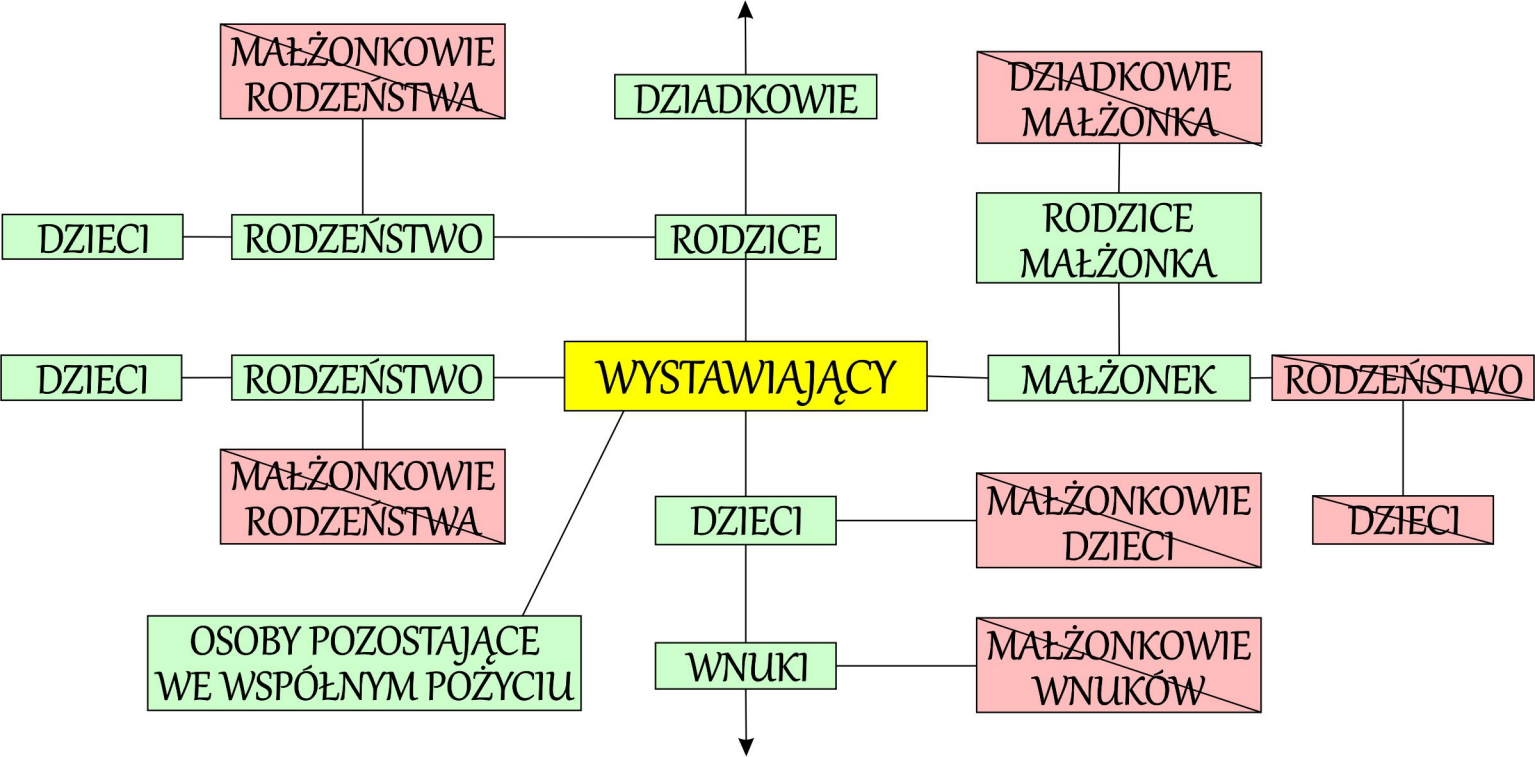 MAŁŻONKOWIE
RODZEŃSTWA
DZIADKOWIE
DZIADKOWIE
MAŁŻONKA
DZIECI
RODZEŃSTWO
RODZICE
RODZICE
MAŁŻONKA
DZIECI
RODZEŃSTWO
WYSTAWIAJĄCY
MAŁŻONEK
RODZEŃSTWO
MAŁŻONKOWIE
RODZEŃSTWA
DZIECI
MAŁŻONKOWIE
DZIECI
DZIECI
OSOBY POZOSTAJĄCE
WE WSPÓŁNYM POŻYCIU
WNUKI
MAŁŻONKOWIE
WNUKÓW